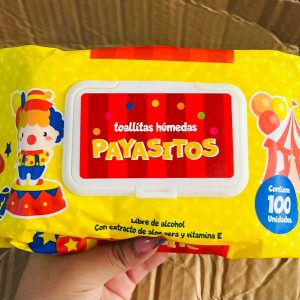 toallitas húmedas
PAYASITOS
Contiene
100
Unidades
Libre de alcohol
Con extracto de aloe vera y vitamina E